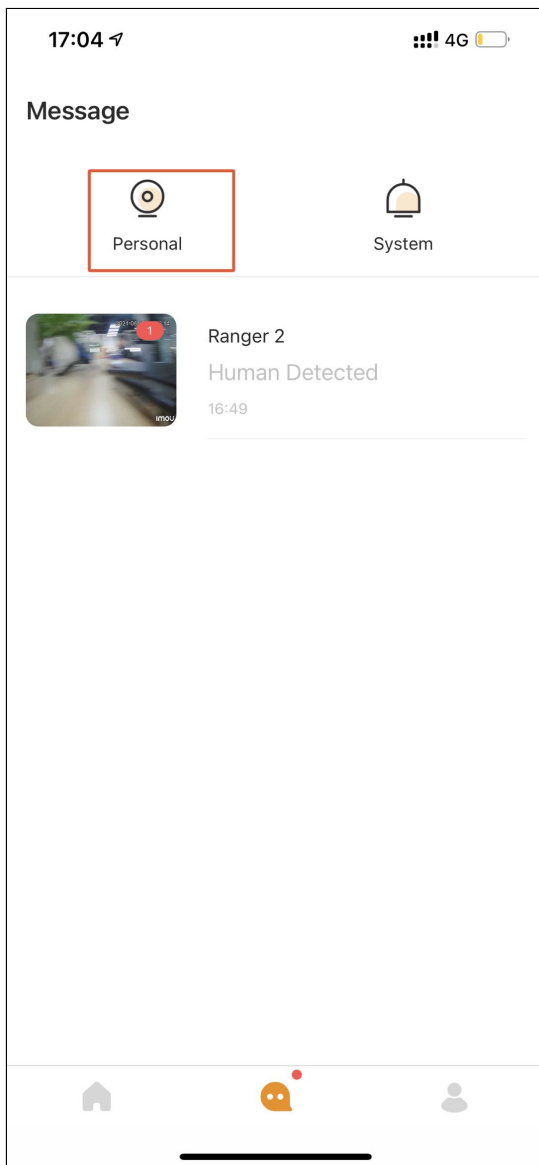 17:04
4G
Message
Personal
System
1
imou
Ranger 2
Human Detected
16:49